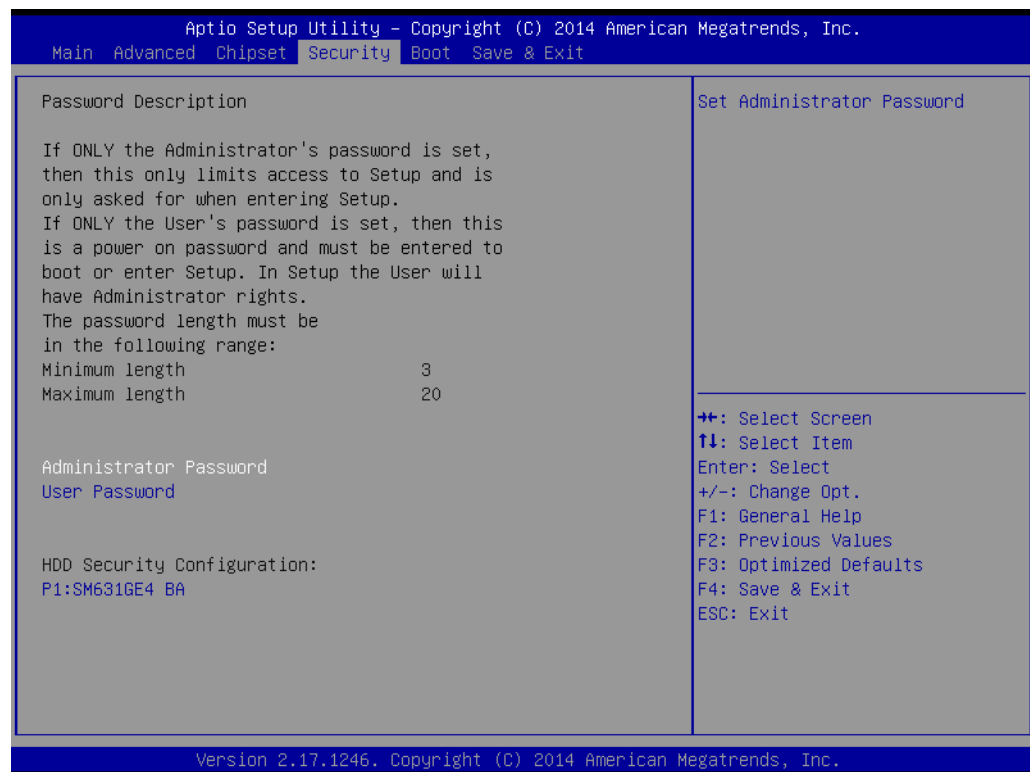 Aptio Setup Utility – Copyright (C) 2014 American Megatrends, Inc.
Main Advanced Chipset Security Boot Save & Exit
Password Description
If ONLY the Administrator's password is set,
then this only limits access to Setup and is
only asked for when entering Setup.
If ONLY the User's password is set, then this
is a power on password and must be entered to
boot or enter Setup. In Setup the User will
have Administrator rights.
The password length must be
in the following range:
Minimum length 3
Maximum length 20
Administrator Password
User Password
HDD Security Configuration:
P1:SM631GE4 BA
Set Administrator Password
→←: Select Screen
↑↓: Select Item
Enter: Select
+/-: Change Opt.
F1: General Help
F2: Previous Values
F3: Optimized Defaults
F4: Save & Exit
ESC: Exit
Version 2.17.1246. Copyright (C) 2014 American Megatrends, Inc.